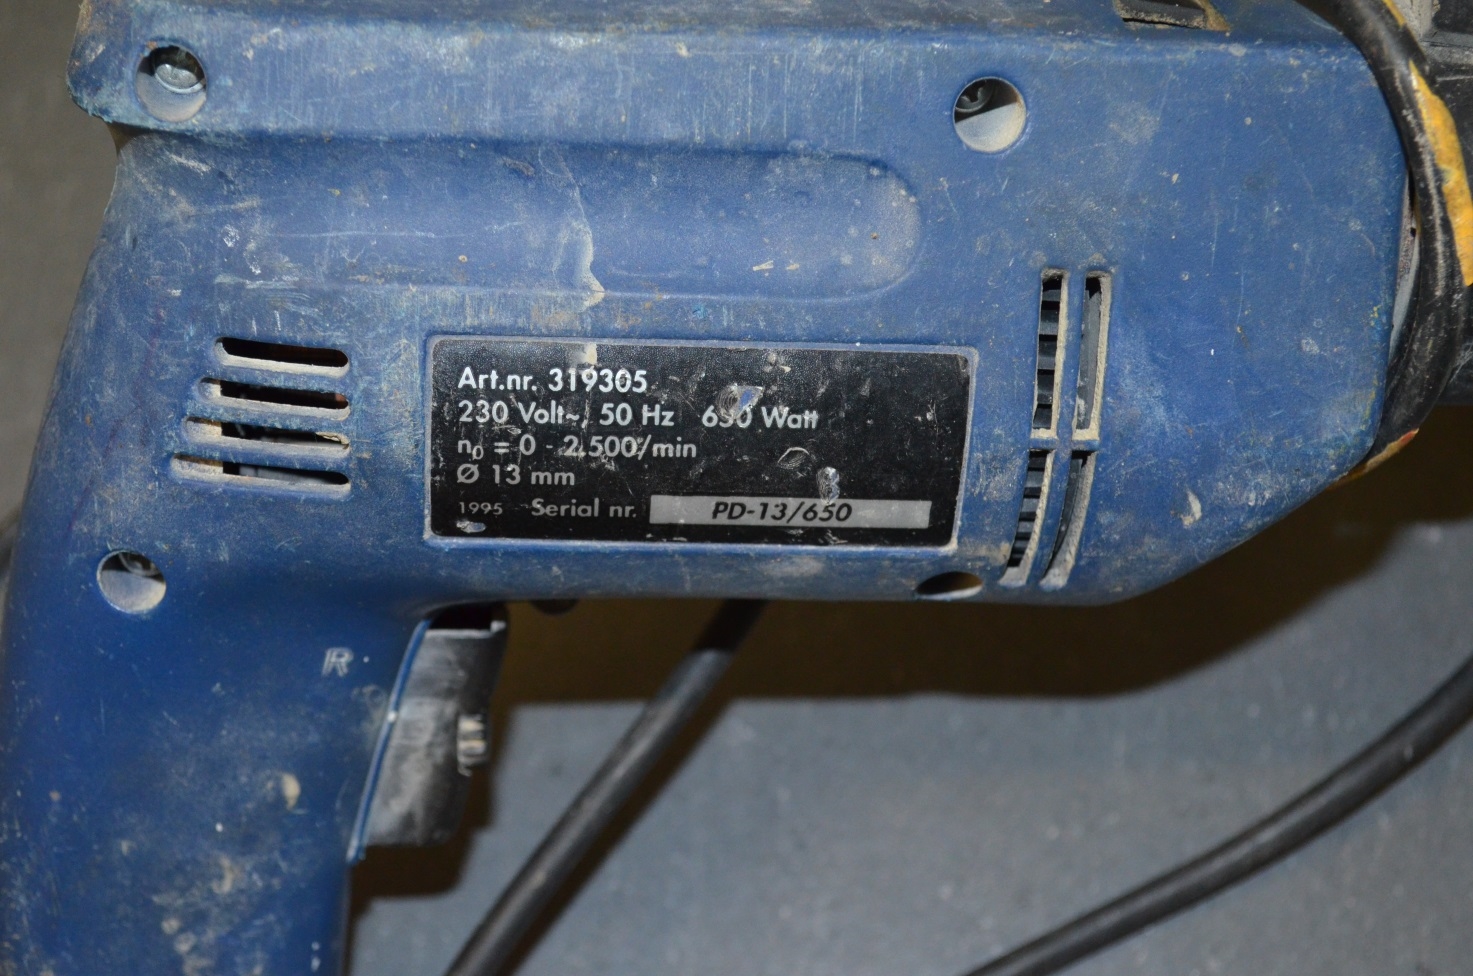 Art.nr. 319305
230 Volt~, 50 Hz 650 Watt
n0 = 0 - 2.500/min
Ø 13 mm
1995 Serial nr. PD-13/650
R